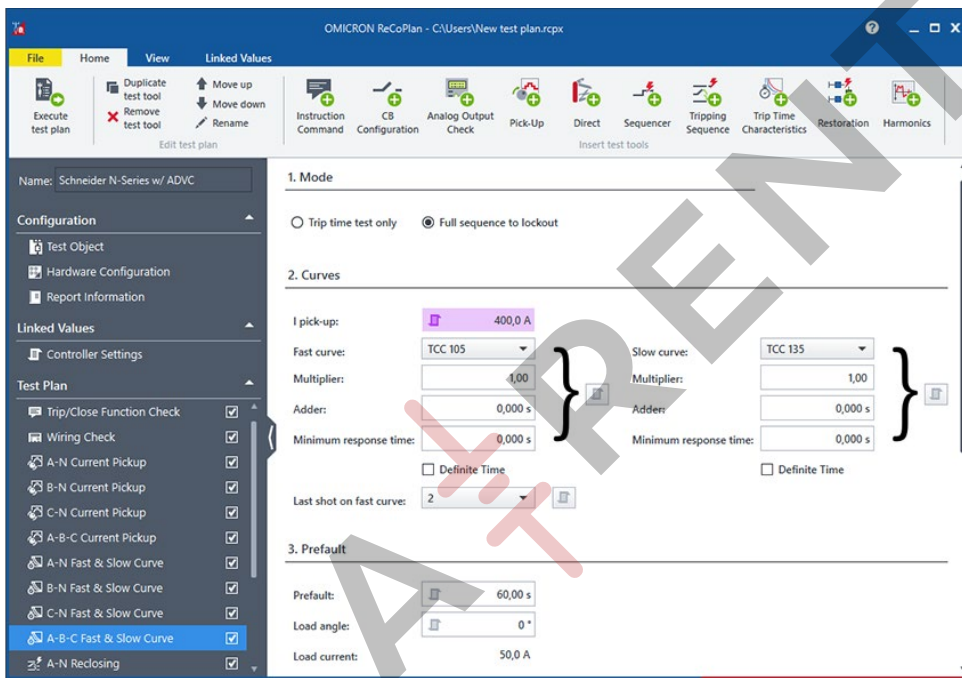 OMICRON ReCoPlan - C:\Users\New test plan.rcpx
File Home View Linked Values
Execute test plan
Duplicate test tool
Remove test tool
Move up
Move down
Rename
Edit test plan
Instruction Command
CB Configuration
Analog Output Check
Pick-Up
Direct
Sequencer
Tripping Sequence
Trip Time Characteristics
Restoration
Harmonics
Insert test tools
Name: Schneider N-Series w/ ADVC
Configuration
Test Object
Hardware Configuration
Report Information
Linked Values
Controller Settings
Test Plan
Trip/Close Function Check
Wiring Check
A-N Current Pickup
B-N Current Pickup
C-N Current Pickup
A-B-C Current Pickup
A-N Fast & Slow Curve
B-N Fast & Slow Curve
C-N Fast & Slow Curve
A-B-C Fast & Slow Curve
A-N Reclosing
1. Mode
Trip time test only Full sequence to lockout
2. Curves
I pick-up: 400,0 A
Fast curve: TCC 105 Slow curve: TCC 135
Multiplier: 1,00 Multiplier: 1,00
Adder: 0,000 s Adder: 0,000 s
Minimum response time: 0,000 s Minimum response time: 0,000 s
Definite Time Definite Time
Last shot on fast curve: 2
3. Prefault
Prefault: 60,00 s
Load angle: 0 °
Load current: 50,0 A
ATRENT